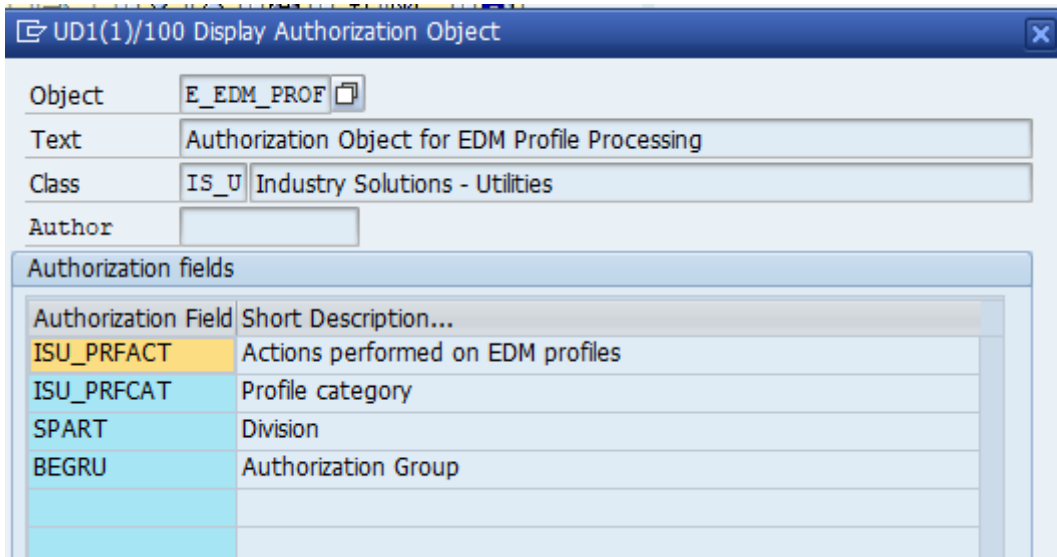 UD1(1)/100 Display Authorization Object
Object E_EDM_PROF
Text Authorization Object for EDM Profile Processing
Class IS_U Industry Solutions - Utilities
Author
Authorization fields
Authorization Field Short Description...
ISU_PRFACT Actions performed on EDM profiles
ISU_PRFCAT Profile category
SPART Division
BEGRU Authorization Group